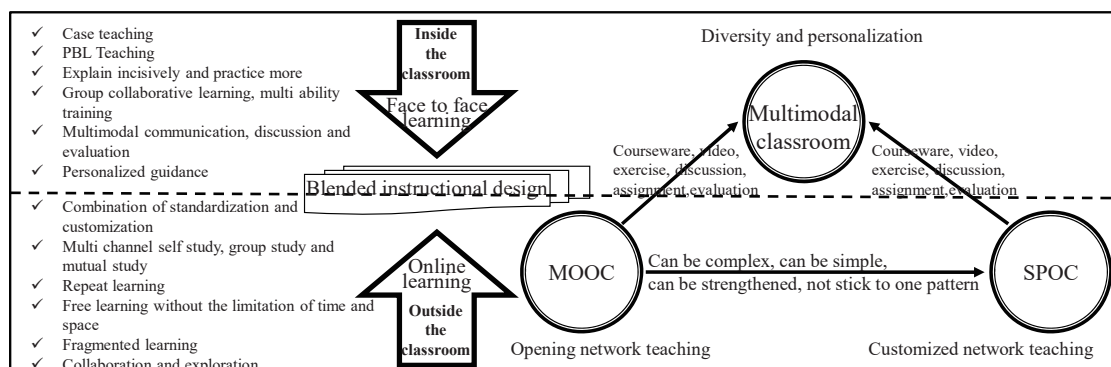 ✓ Case teaching
✓ PBL Teaching
✓ Explain incisively and practice more
✓ Group collaborative learning, multi ability
training
✓ Multimodal communication, discussion and
evaluation
✓ Personalized guidance
✓ Combination of standardization and
customization
✓ Multi channel self study, group study and
mutual study
✓ Repeat learning
✓ Free learning without the limitation of time and
space
✓ Fragmented learning
✓ Collaboration and exploration
Inside
the
classroom
Face to face
learning
Blended instructional design
Online
learning
Outside
the
classroom
Diversity and personalization
Multimodal
classroom
Courseware, video,
exercise, discussion,
assignment,evaluation
Courseware, video,
exercise, discussion,
assignment,evaluation
MOOC
Can be complex, can be simple,
can be strengthened, not stick to one pattern
SPOC
Opening network teaching
Customized network teaching